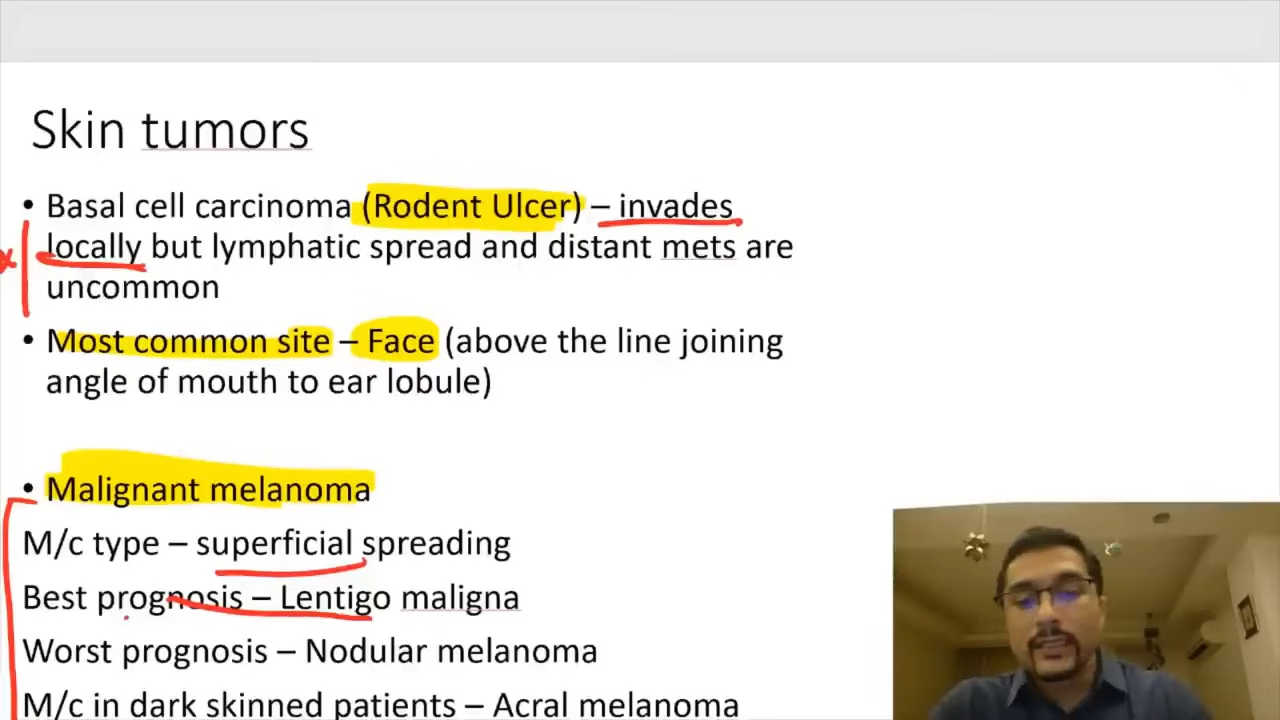 Skin tumors
• Basal cell carcinoma (Rodent Ulcer) – invades
locally but lymphatic spread and distant mets are
uncommon
• Most common site – Face (above the line joining
angle of mouth to ear lobule)
• Malignant melanoma
M/c type – superficial spreading
Best prognosis – Lentigo maligna
Worst prognosis – Nodular melanoma
M/c in dark skinned patients – Acral melanoma